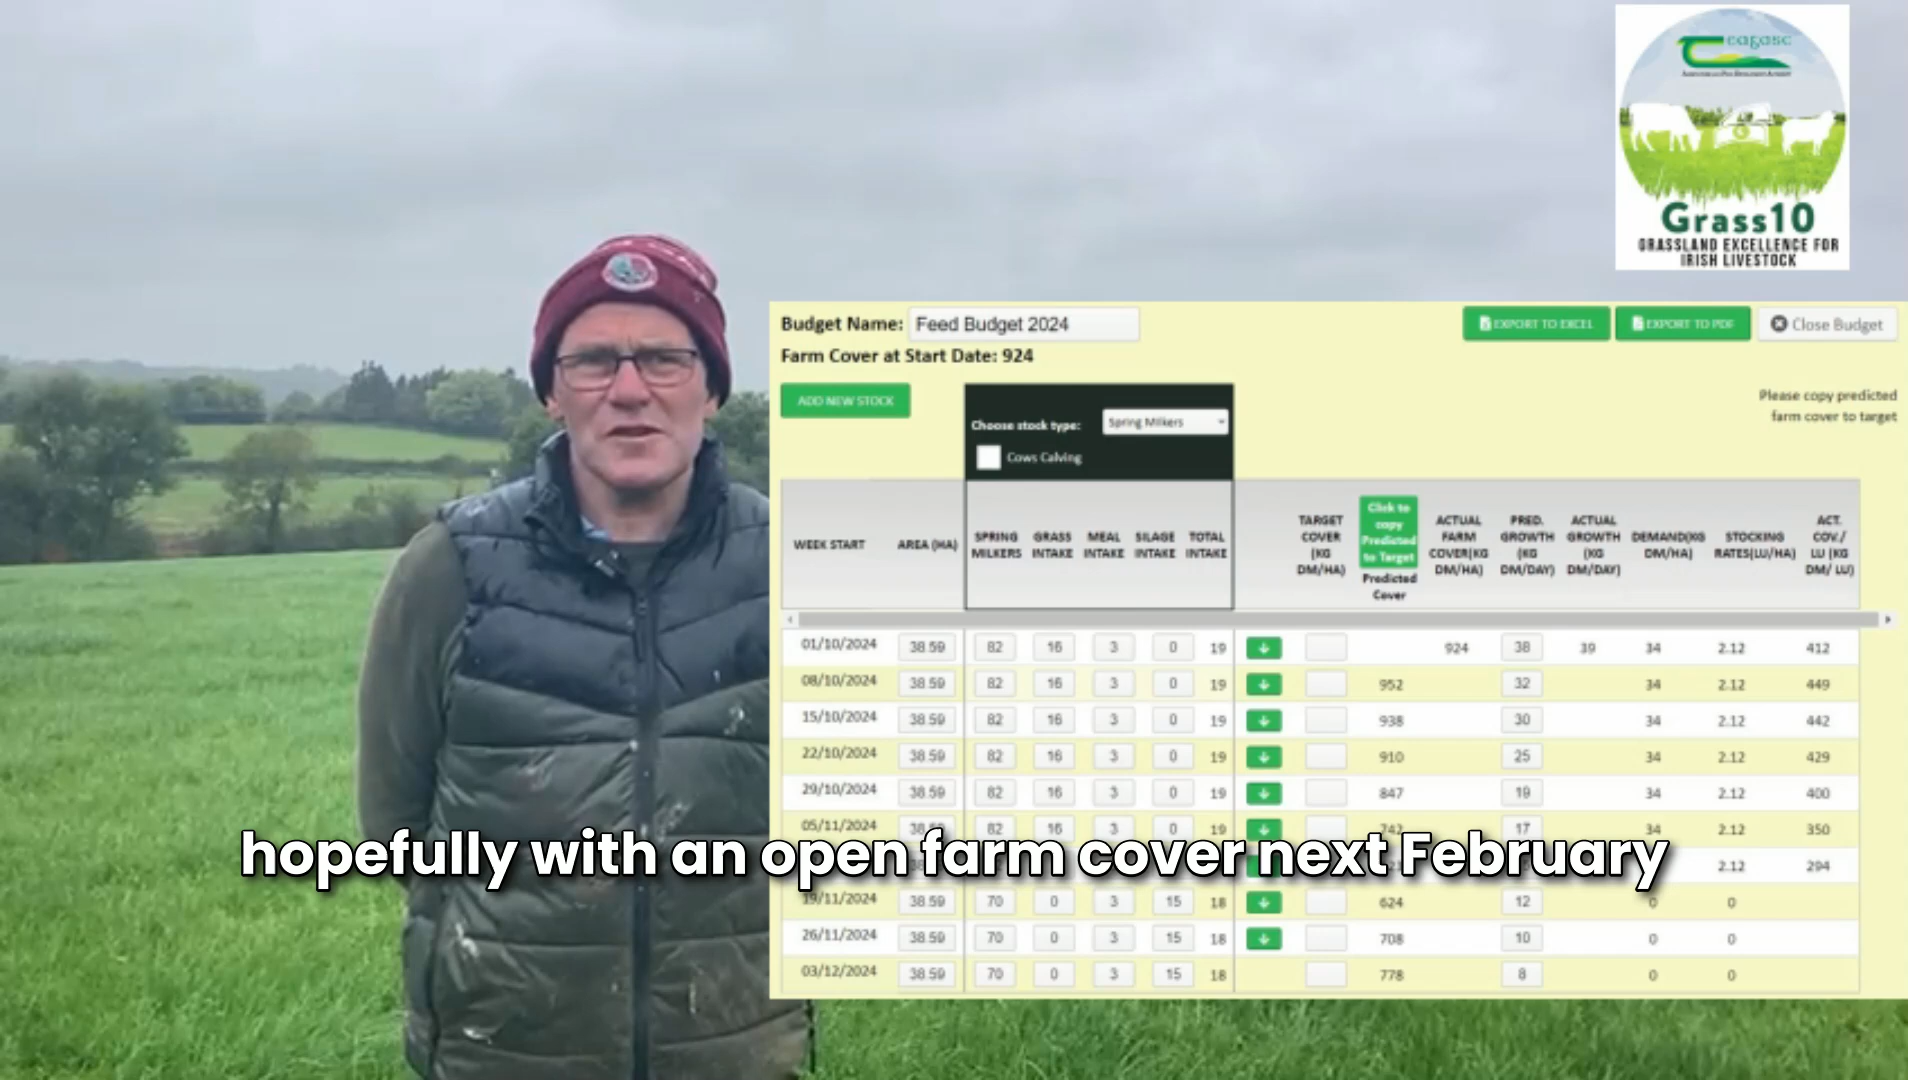 Teagasc
Grass10
GRASSLAND EXCELLENCE FOR
IRISH LIVESTOCK
Budget Name: Feed Budget 2024
EXPORT TO EXCEL EXPORT TO PDF Close Budget
Farm Cover at Start Date: 924
ADD NEW STOCK
Please copy predicted
farm cover to target
Choose stock type: Spring Milkers
Cows Calving
WEEK START AREA (HA) SPRING MILKERS GRASS INTAKE MEAL INTAKE SILAGE INTAKE TOTAL INTAKE TARGET COVER (KG DM/HA) Click to copy Predicted to Target Predicted Cover ACTUAL FARM COVER(KG DM/HA) PRED. GROWTH (KG DM/DAY) ACTUAL GROWTH (KG DM/DAY) DEMAND(KG DM/HA) STOCKING RATES(LU/HA) ACT. COV./ LU (KG DM/ LU)
01/10/2024 38.59 82 16 3 0 19 924 38 39 34 2.12 412
08/10/2024 38.59 82 16 3 0 19 952 32 34 2.12 449
15/10/2024 38.59 82 16 3 0 19 938 30 34 2.12 442
22/10/2024 38.59 82 16 3 0 19 910 25 34 2.12 429
29/10/2024 38.59 82 16 3 0 19 847 19 34 2.12 400
05/11/2024 38.59 82 16 3 0 19 742 17 34 2.12 350
hopefully with an open farm cover next February
2.12 294
19/11/2024 38.59 70 0 3 15 18 624 12 0 0
26/11/2024 38.59 70 0 3 15 18 708 10 0 0
03/12/2024 38.59 70 0 3 15 18 778 8 0 0